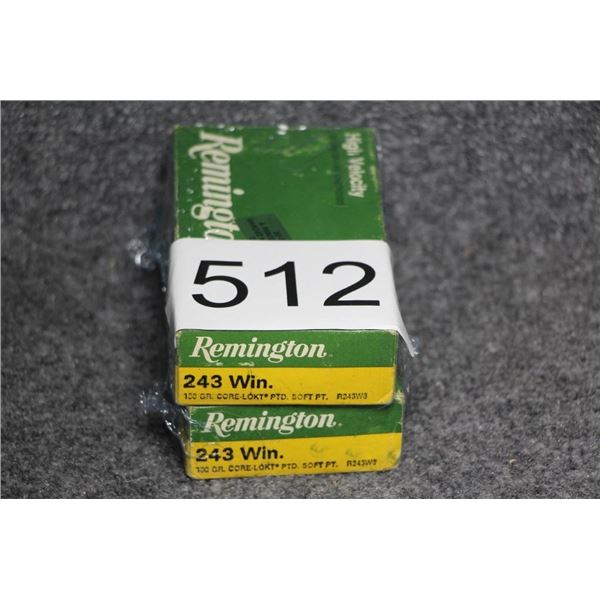 High Velocity
Remington
512
Remington
243 Win.
100 GR. CORE-LOKT® PTD. SOFT PT. R243W3
Remington
243 Win.
100 GR. CORE-LOKT® PTD. SOFT PT. R243W3